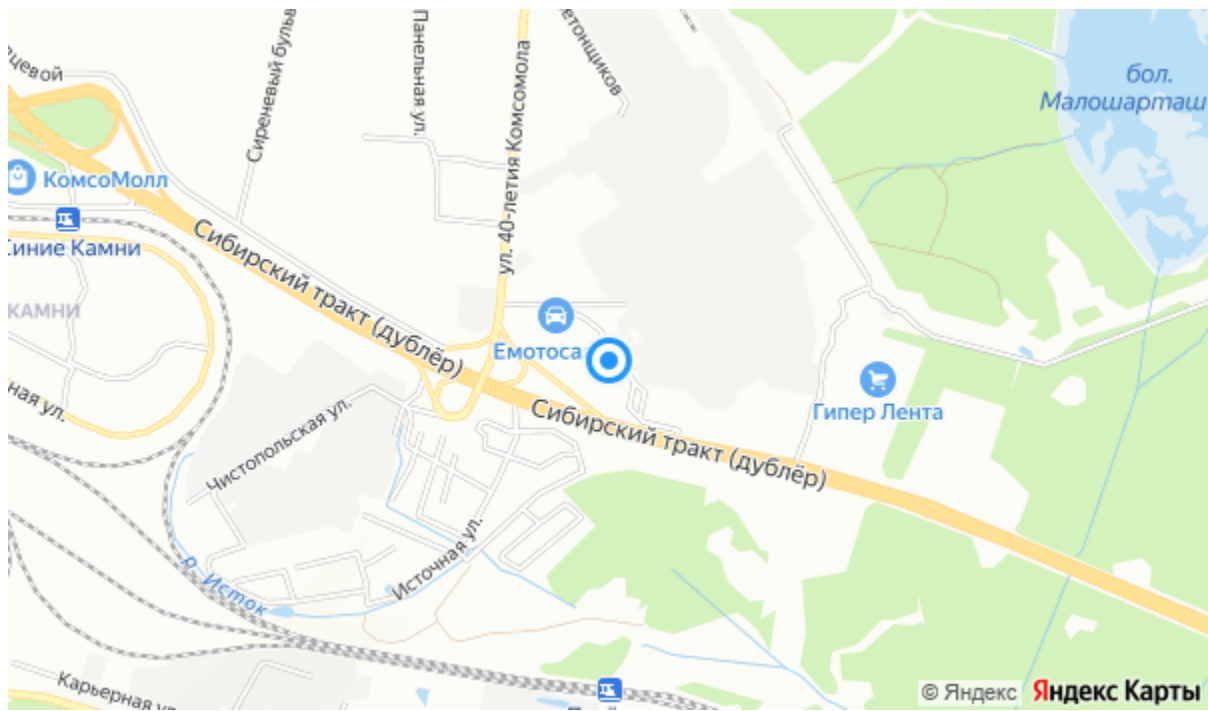 Сиреневый бульв
Панельная ул.
ул. 40-летия Комсомола
бол.
Малошарташ
КомсоМолл
Синие Камни
КАМНИ
Сибирский тракт (дублёр)
Емотоса
Гипер Лента
ная ул.
Чистопольская ул.
Сибирский тракт (дублёр)
Источная ул.
р. Исток
Карьерная ул
© Яндекс Яндекс Карты